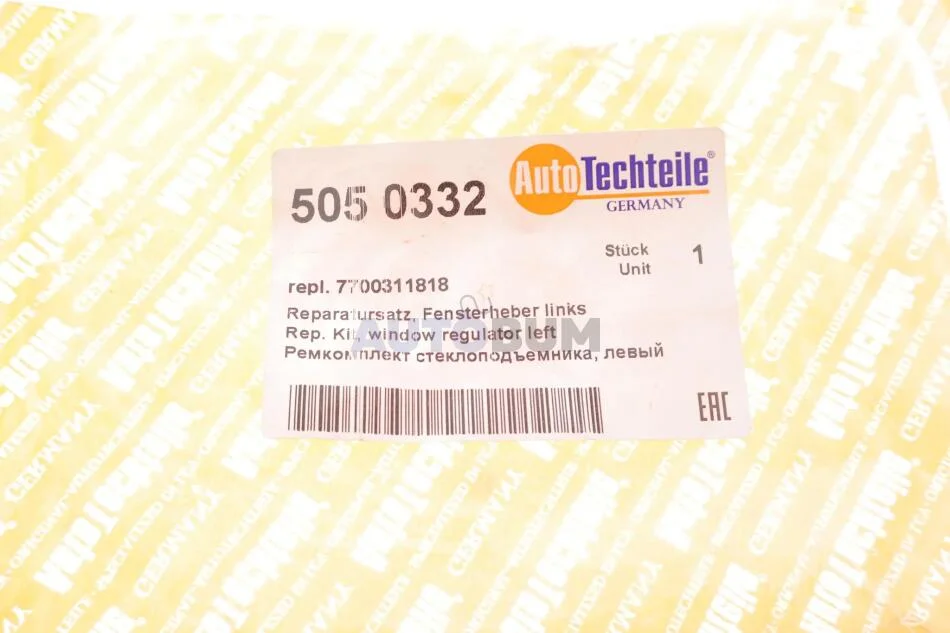 AutoTechteile®
GERMANY
505 0332
Stück 1
Unit
repl. 7700311818
Reparatursatz, Fensterheber links
Rep. Kit, window regulator left
Ремкомплект стеклоподъемника, левый
AUTOBUM
EAC